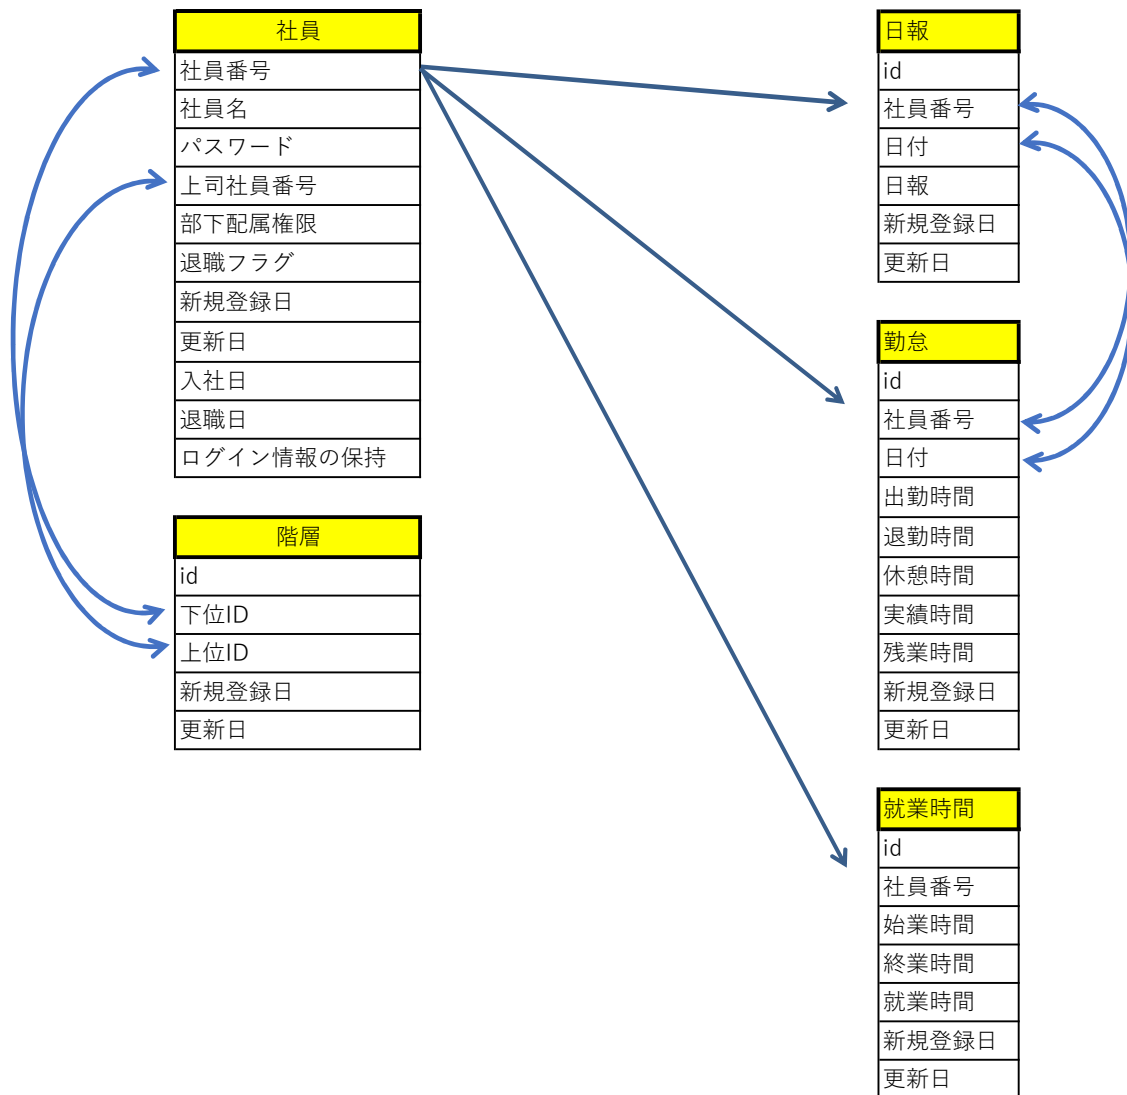 社員
社員番号
社員名
パスワード
上司社員番号
部下配属権限
退職フラグ
新規登録日
更新日
入社日
退職日
ログイン情報の保持
階層
id
下位ID
上位ID
新規登録日
更新日
日報
id
社員番号
日付
日報
新規登録日
更新日
勤怠
id
社員番号
日付
出勤時間
退勤時間
休憩時間
実績時間
残業時間
新規登録日
更新日
就業時間
id
社員番号
始業時間
終業時間
就業時間
新規登録日
更新日